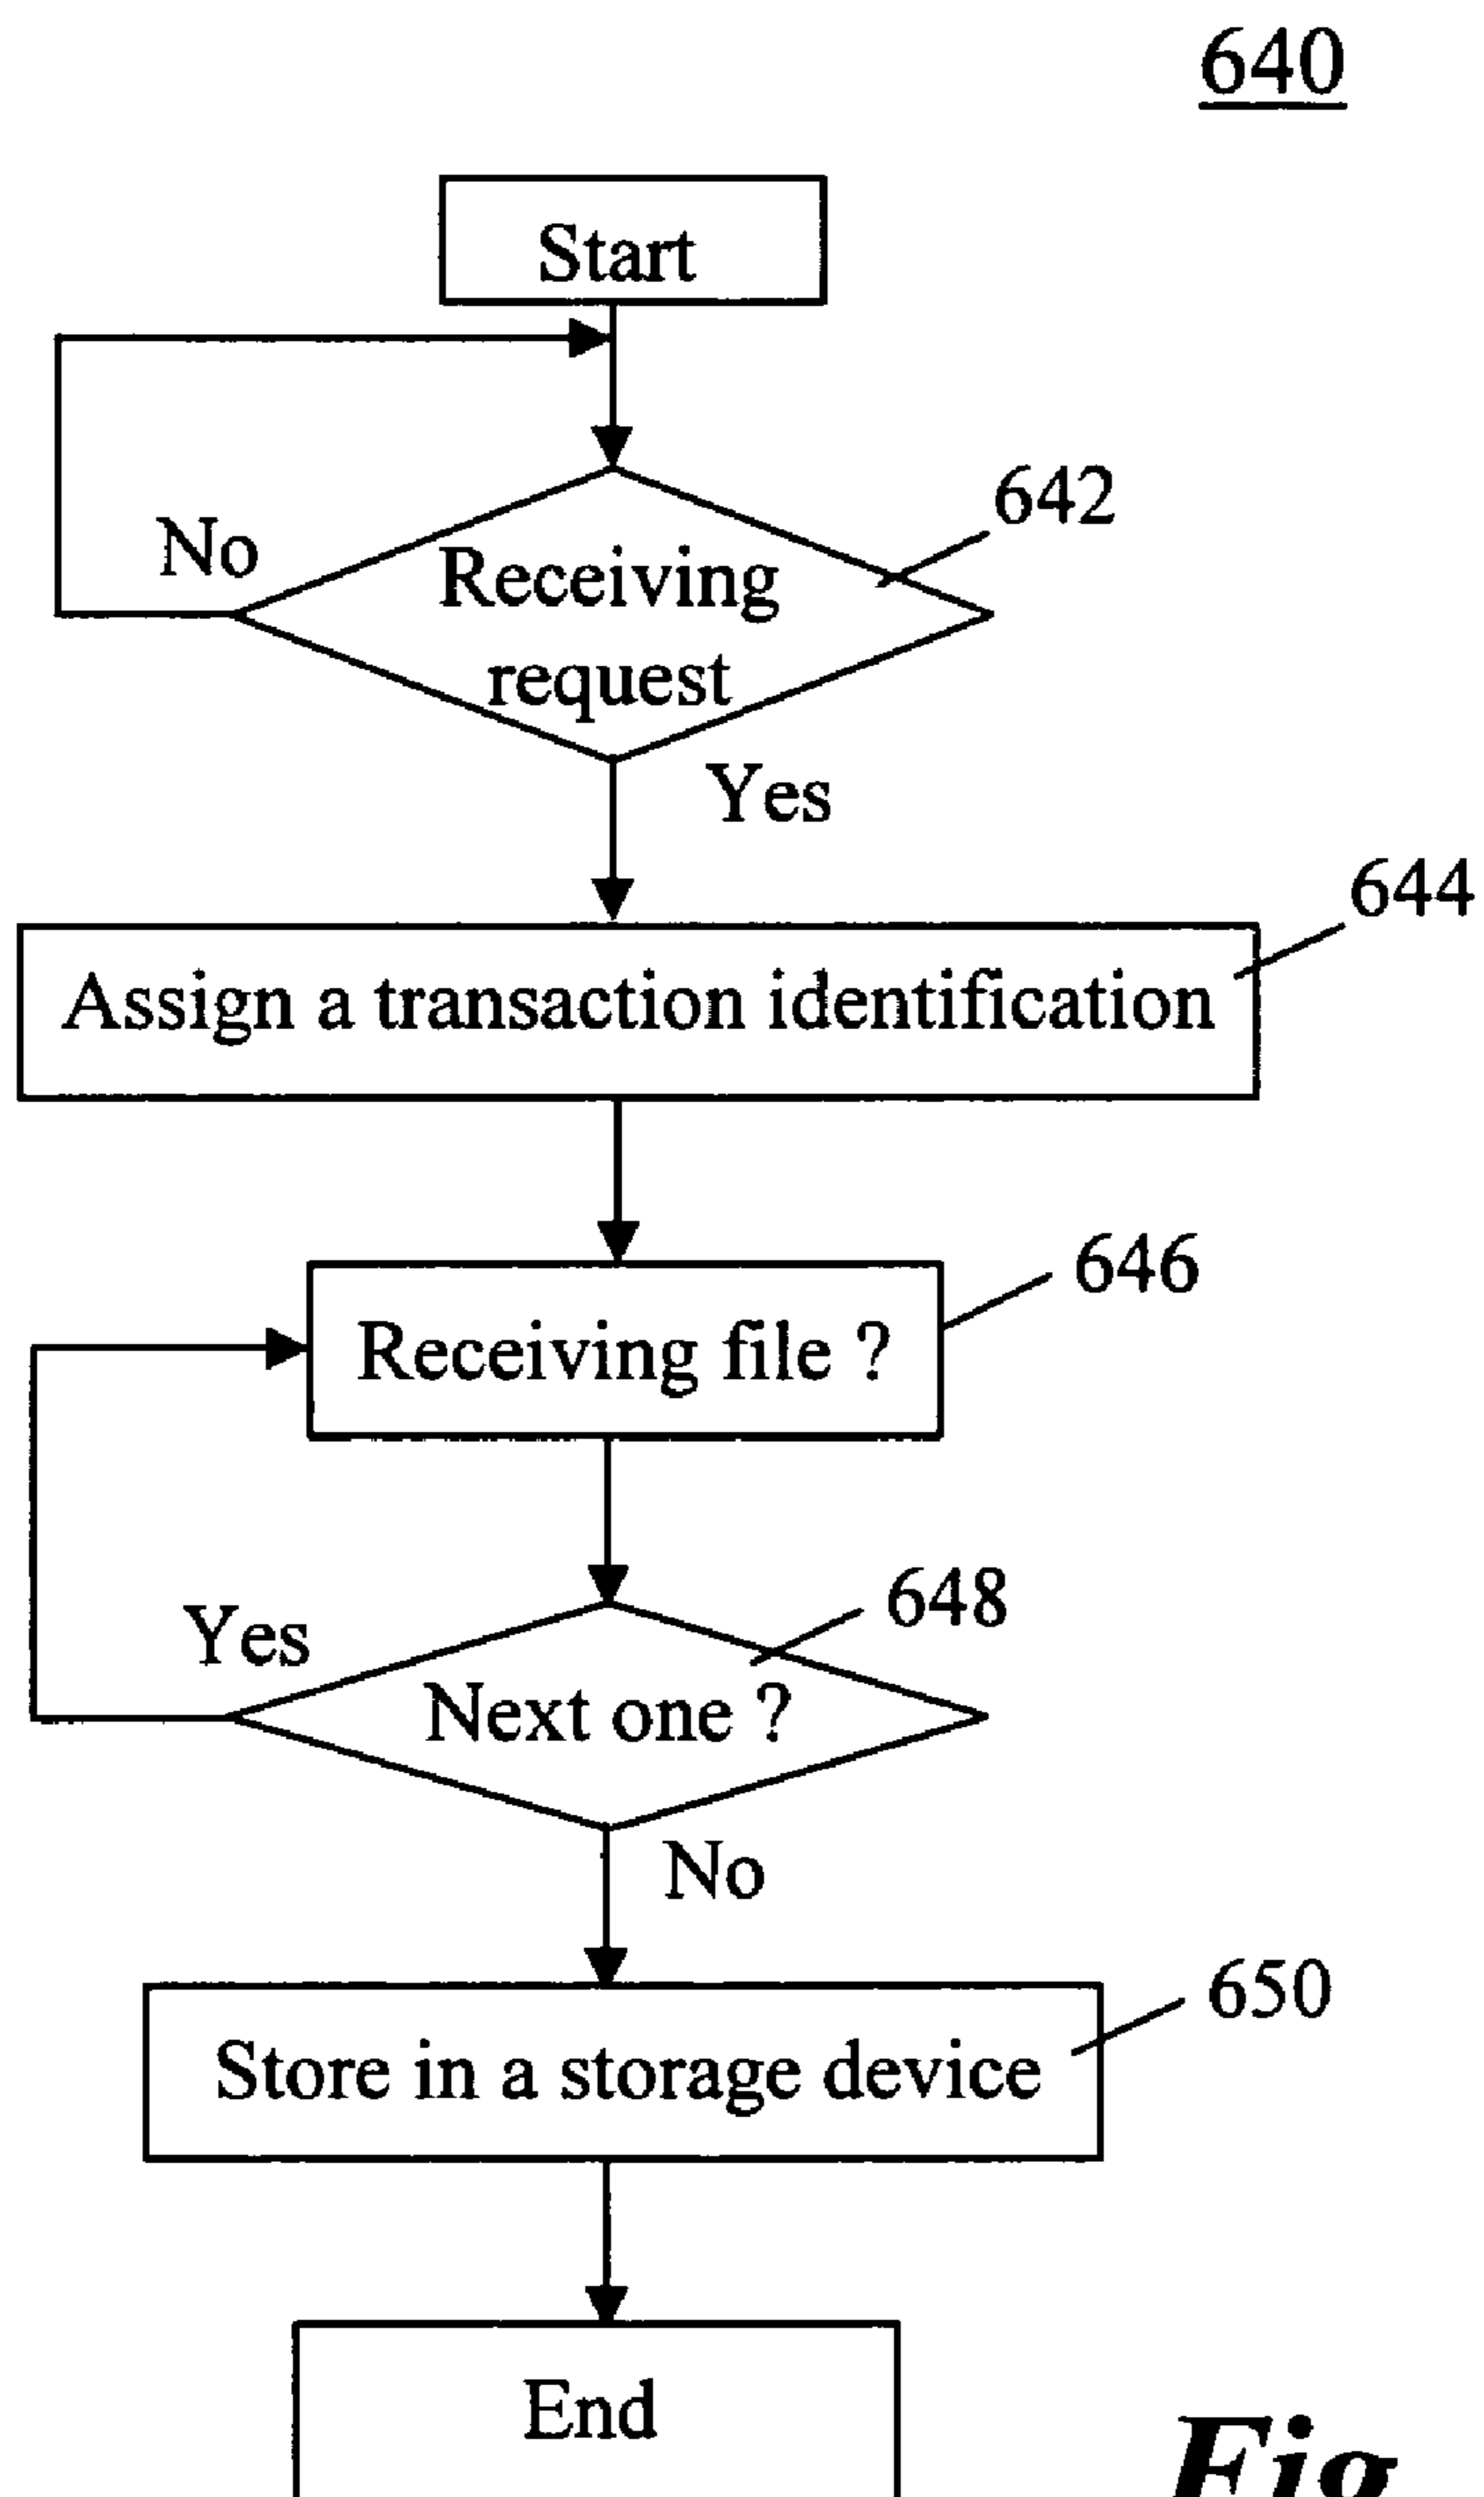 640
Start
642
No
Receiving
request
Yes
644
Assign a transaction identification
646
Receiving file ?
648
Yes
Next one ?
No
650
Store in a storage device
End
Fig